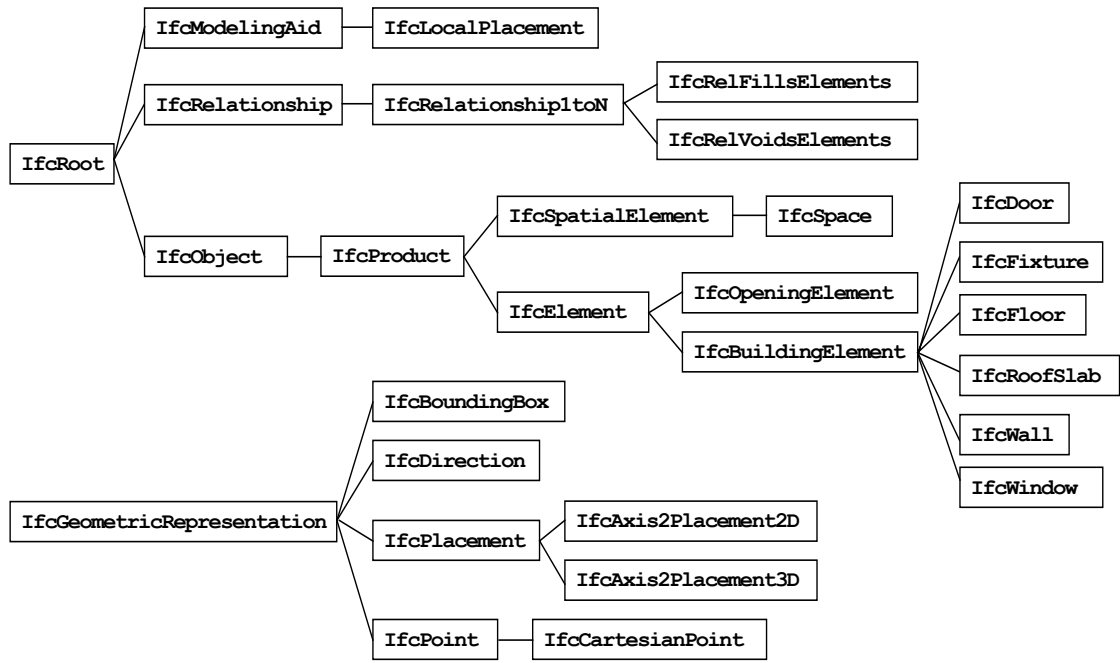 IfcModelingAid
IfcLocalPlacement
IfcRelFillsElements
IfcRelationship
IfcRelationship1toN
IfcRelVoidsElements
IfcRoot
IfcDoor
IfcSpatialElement
IfcSpace
IfcObject
IfcProduct
IfcFixture
IfcOpeningElement
IfcElement
IfcFloor
IfcBuildingElement
IfcRoofSlab
IfcBoundingBox
IfcWall
IfcDirection
IfcWindow
IfcGeometricRepresentation
IfcAxis2Placement2D
IfcPlacement
IfcAxis2Placement3D
IfcPoint
IfcCartesianPoint